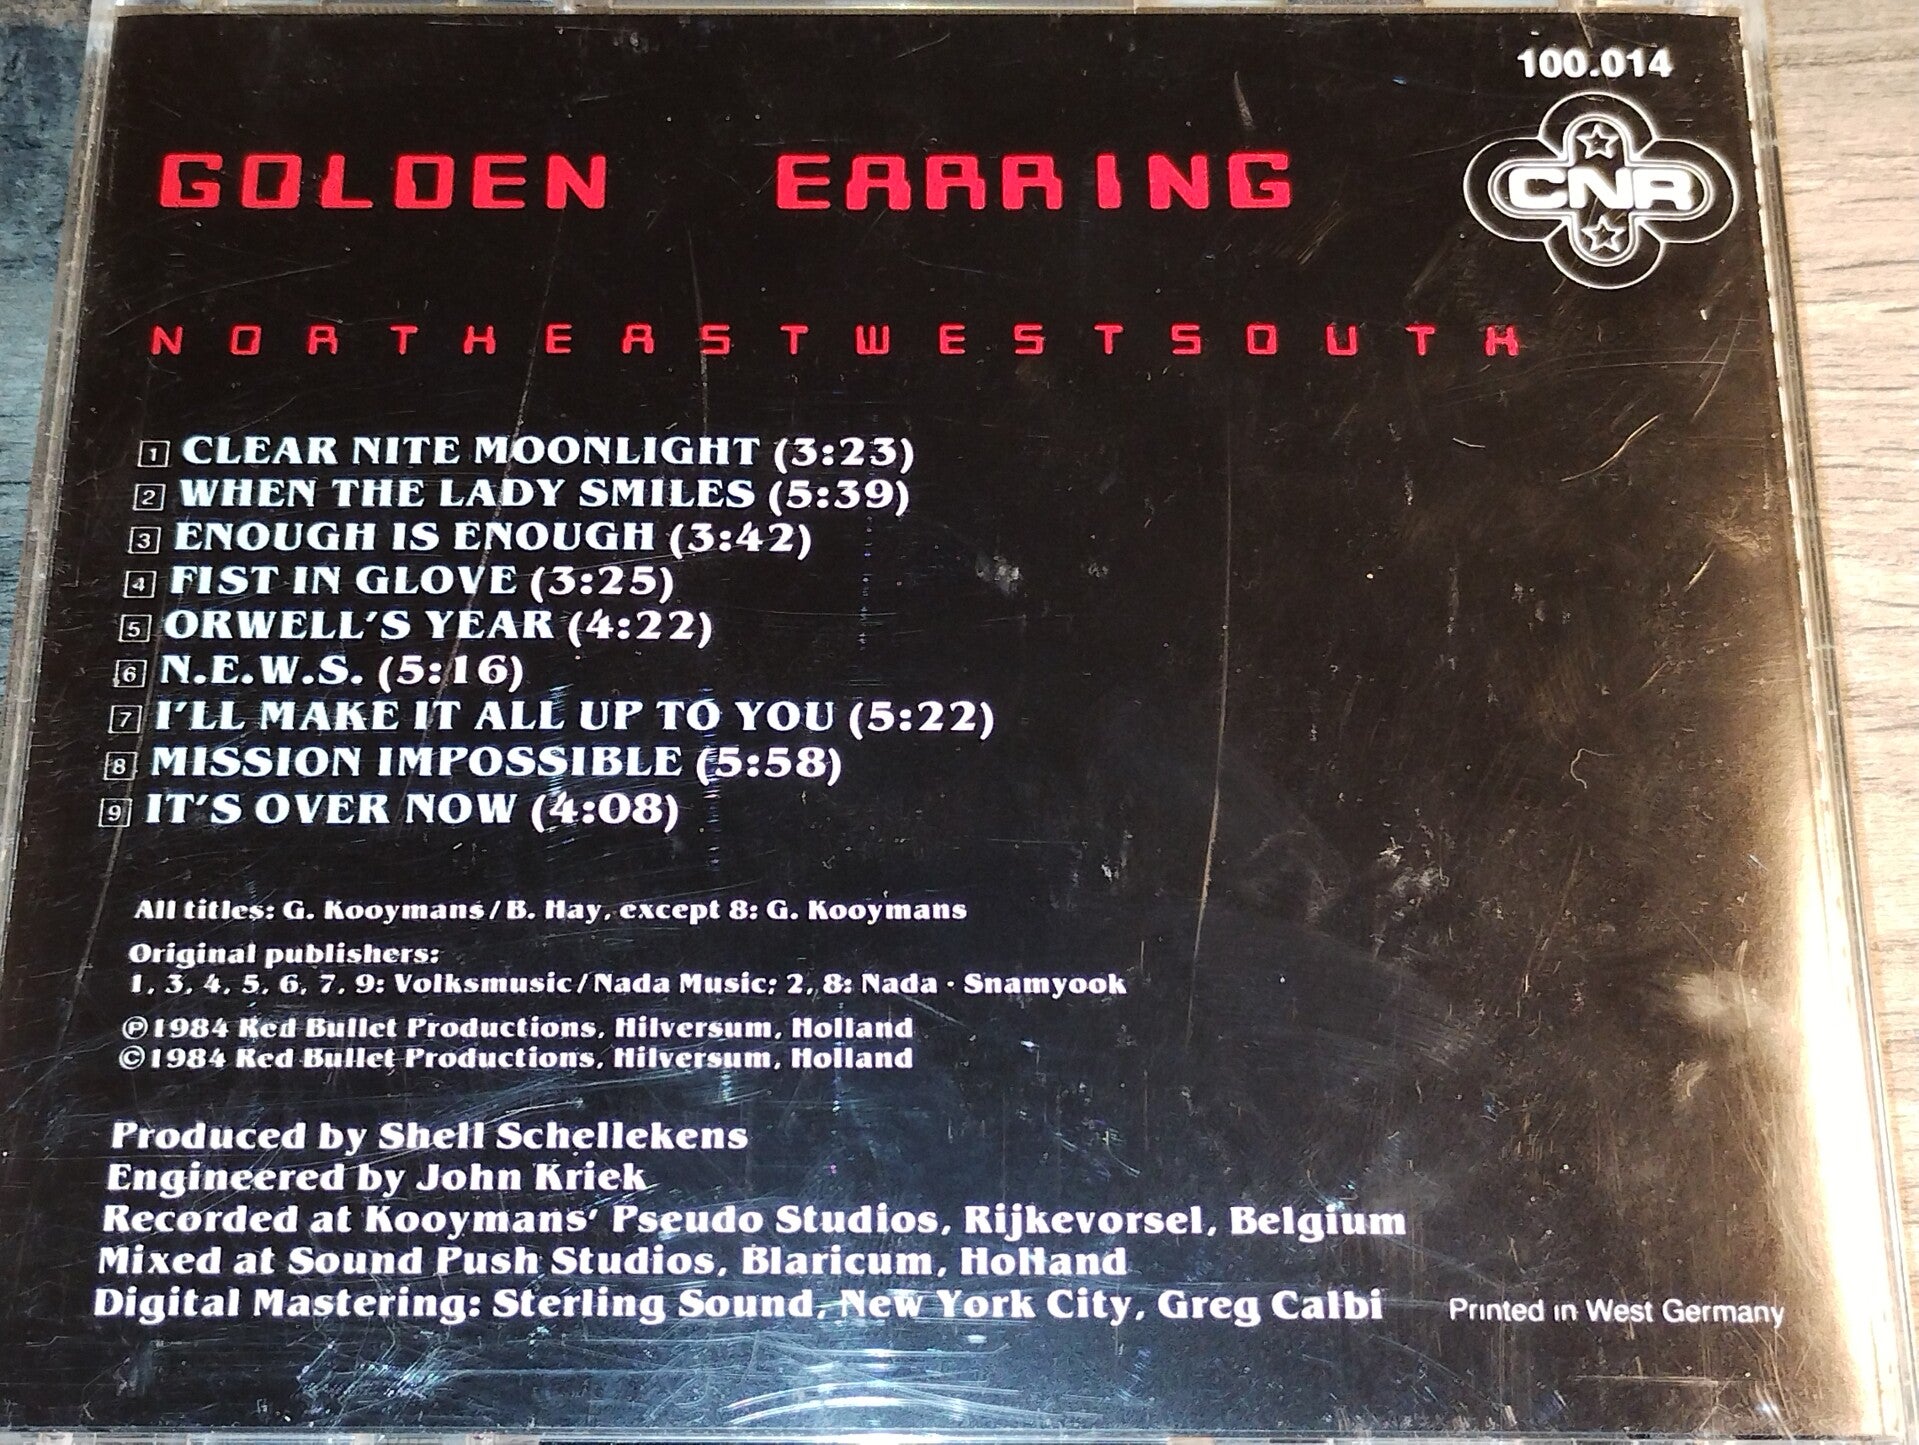 100.014
CNR
GOLDEN EARRING
NORTHEASTWESTSOUTH
1 CLEAR NITE MOONLIGHT (3:23)
2 WHEN THE LADY SMILES (5:39)
3 ENOUGH IS ENOUGH (3:42)
4 FIST IN GLOVE (3:25)
5 ORWELL'S YEAR (4:22)
6 N.E.W.S. (5:16)
7 I'LL MAKE IT ALL UP TO YOU (5:22)
8 MISSION IMPOSSIBLE (5:58)
9 IT'S OVER NOW (4:08)
All titles: G. Kooymans/B. Hay, except 8: G. Kooymans
Original publishers:
1, 3, 4, 5, 6, 7, 9: Volksmusic/Nada Music; 2, 8: Nada · Snamyook
℗1984 Red Bullet Productions, Hilversum, Holland
©1984 Red Bullet Productions, Hilversum, Holland
Produced by Shell Schellekens
Engineered by John Kriek
Recorded at Kooymans' Pseudo Studios, Rijkevorsel, Belgium
Mixed at Sound Push Studios, Blaricum, Holland
Digital Mastering: Sterling Sound, New York City, Greg Calbi
Printed in West Germany